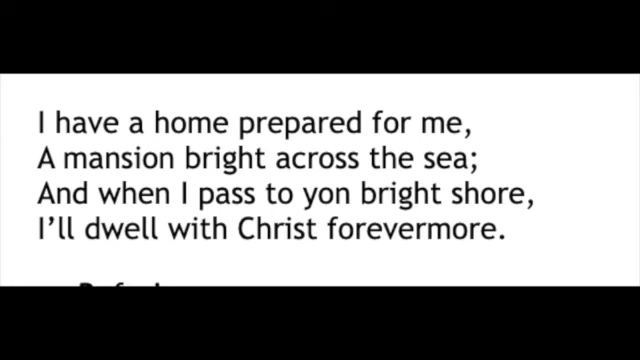 I have a home prepared for me,
A mansion bright across the sea;
And when I pass to yon bright shore,
I'll dwell with Christ forevermore.